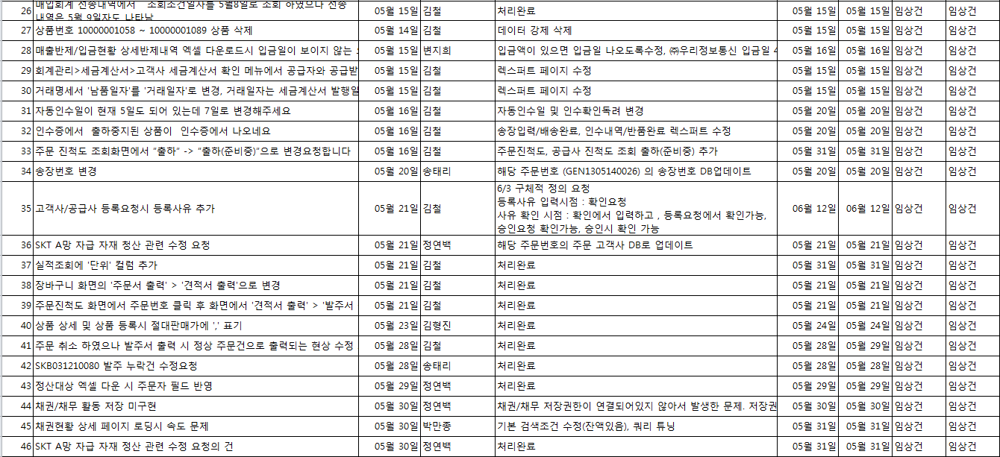 26 매입회계 전송내역에서 조회조건일자를 5월8일로 조회 하였으나 전송 05월 15일 김철 처리완료 05월 15일 05월 15일 임상건 임상건
내역은 5월 9일자도 나타남
27 상품번호 10000001058 ~ 10000001089 상품 삭제 05월 14일 김철 데이터 강제 삭제 05월 15일 05월 15일 임상건 임상건
28 매출반제/입금현황 상세반제내역 엑셀 다운로드시 입금일이 보이지 않는 05월 15일 변지희 입금액이 있으면 입금일 나오도록수정, ㈜우리정보통신 입금일 05월 16일 05월 16일 임상건 임상건
29 회계관리>세금계산서>고객사 세금계산서 확인 메뉴에서 공급자와 공급받 05월 15일 김철 렉스퍼트 페이지 수정 05월 15일 05월 15일 임상건 임상건
30 거래명세서 '납품일자'를 '거래일자'로 변경, 거래일자는 세금계산서 발행일 05월 15일 김철 렉스퍼트 페이지 수정 05월 15일 05월 15일 임상건 임상건
31 자동인수일이 현재 5일도 되어 있는데 7일로 변경해주세요 05월 16일 김철 자동인수일 및 인수확인독려 변경 05월 20일 05월 20일 임상건 임상건
32 인수증에서 출하중지된 상품이 인수증에서 나오네요 05월 16일 김철 송장입력/배송완료, 인수내역/반품완료 렉스퍼트 수정 05월 20일 05월 20일 임상건 임상건
33 주문 진척도 조회화면에서 "출하" -> "출하(준비중)"으로 변경요청합니다 05월 16일 김철 주문진척도, 공급사 진척도 조회 출하(준비중) 추가 05월 31일 05월 31일 임상건 임상건
34 송장번호 변경 05월 20일 송태리 해당 주문번호 (GEN1305140026) 의 송장번호 DB업데이트 05월 20일 05월 20일 임상건 임상건
35 고객사/공급사 등록요청시 등록사유 추가 05월 21일 김철 6/3 구체적 정의 요청 06월 12일 06월 12일 임상건 임상건
등록사유 입력시점 : 확인요청
사유 확인 시점 : 확인에서 입력하고 , 등록요청에서 확인가능,
승인요청 확인가능, 승인시 확인 가능
36 SKT A망 자급 자재 정산 관련 수정 요청 05월 21일 정연백 해당 주문번호의 주문 고객사 DB로 업데이트 05월 21일 05월 21일 임상건 임상건
37 실적조회에 '단위' 컬럼 추가 05월 21일 김철 처리완료 05월 31일 05월 31일 임상건 임상건
38 장바구니 화면의 '주문서 출력' > '견적서 출력'으로 변경 05월 21일 김철 처리완료 05월 21일 05월 21일 임상건 임상건
39 주문진척도 화면에서 주문번호 클릭 후 화면에서 '견적서 출력' > '발주서 05월 21일 김철 처리완료 05월 21일 05월 21일 임상건 임상건
40 상품 상세 및 상품 등록시 절대판매가에 ',' 표기 05월 23일 김형진 처리완료 05월 24일 05월 24일 임상건 임상건
41 주문 취소 하였으나 발주서 출력 시 정상 주문건으로 출력되는 현상 수정 05월 28일 김철 처리완료 05월 28일 05월 29일 임상건 임상건
42 SKB031210080 발주 누락건 수정요청 05월 28일 송태리 처리완료 05월 28일 05월 28일 임상건 임상건
43 정산대상 엑셀 다운 시 주문자 필드 반영 05월 29일 정연백 처리완료 05월 29일 05월 29일 임상건 임상건
44 채권/채무 활동 저장 미구현 05월 30일 정연백 채권/채무 저장권한이 연결되어있지 않아서 발생한 문제. 저장권 05월 30일 05월 30일 임상건 임상건
45 채권현황 상세 페이지 로딩시 속도 문제 05월 30일 박만종 기본 검색조건 수정(잔액있음), 쿼리 튜닝 05월 31일 05월 31일 임상건 임상건
46 SKT A망 자급 자재 정산 관련 수정 요청의 건 05월 30일 정연백 처리완료 05월 31일 05월 31일 임상건 임상건